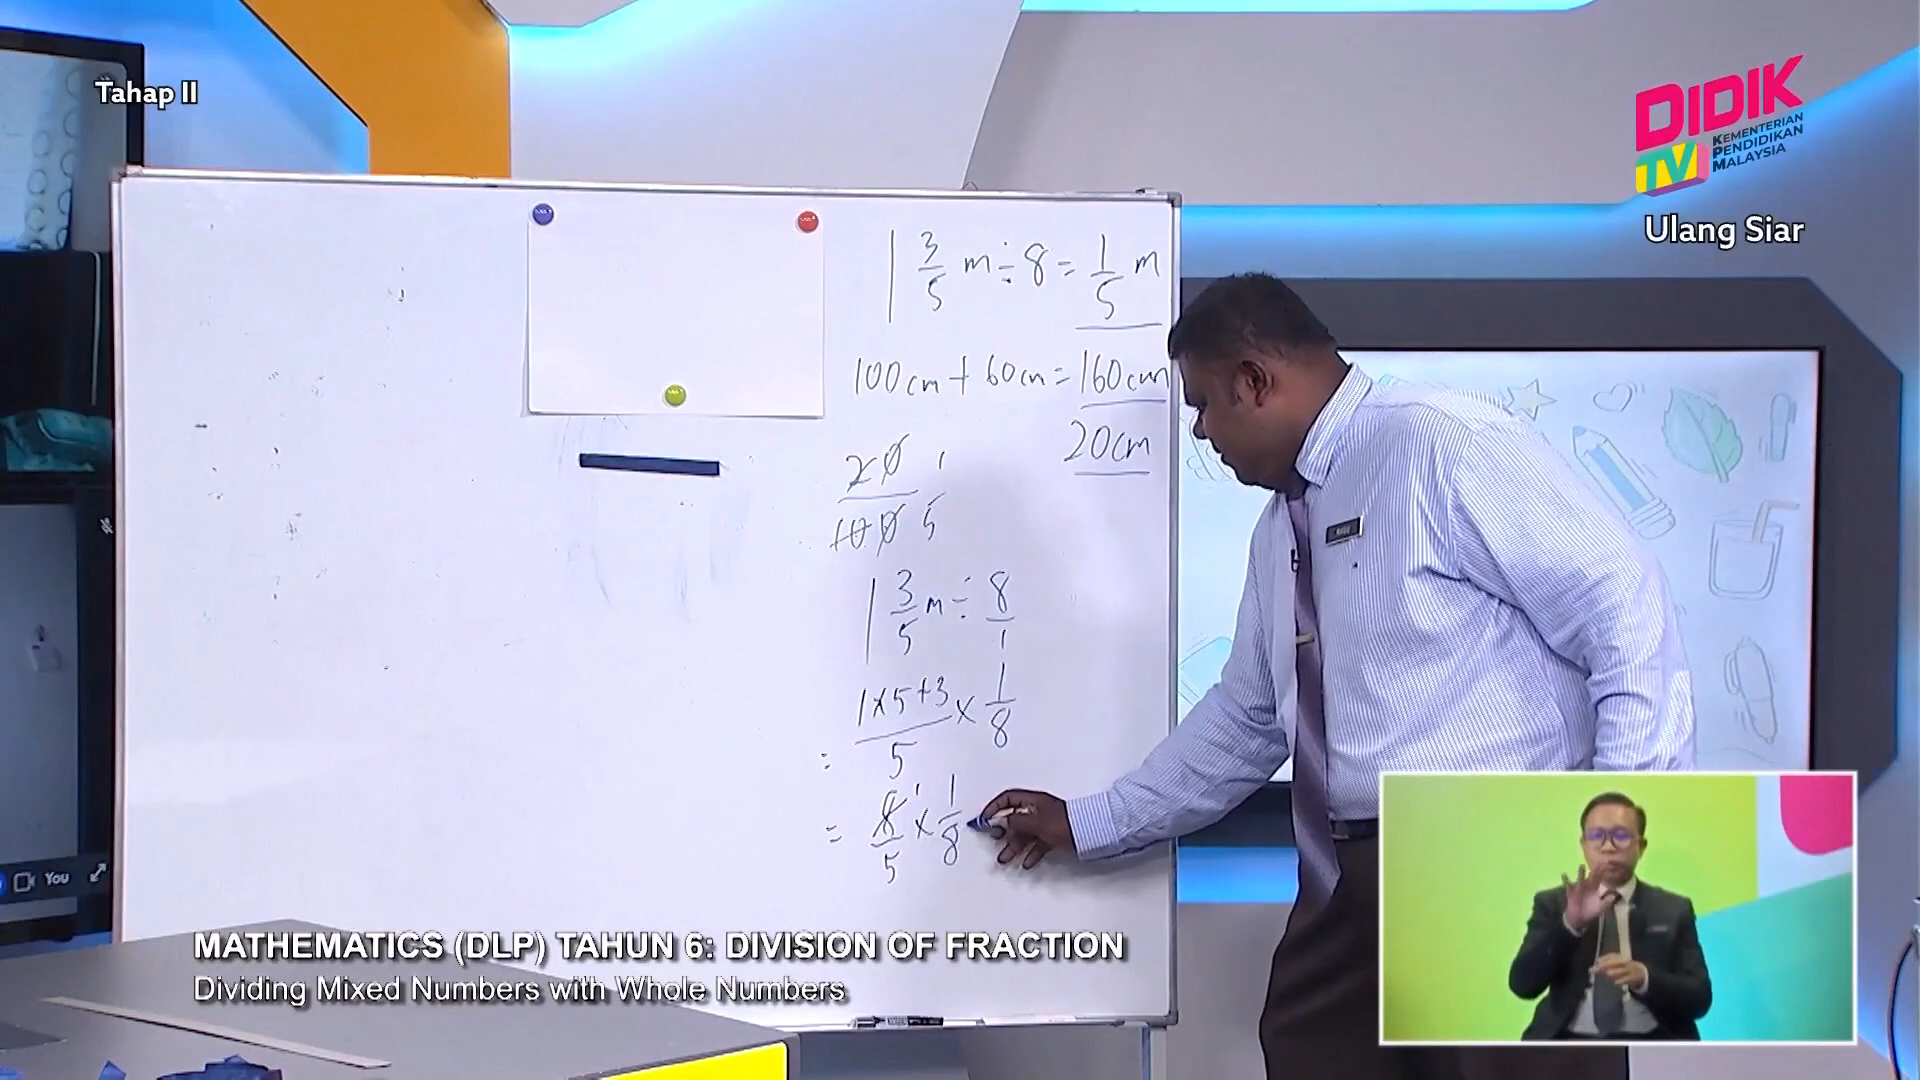 Tahap II
DIDIK
TV
KEMENTERIAN
PENDIDIKAN
MALAYSIA
Ulang Siar
1 3/5 m ÷ 8 = 1/5 m
100cm + 60cm = 160cm
20cm
20 1
100 5
1 3/5 m ÷ 8/1
= 1x5+3/5 x 1/8
= 8/5 1 x 1/8
You
MATHEMATICS (DLP) TAHUN 6: DIVISION OF FRACTION
Dividing Mixed Numbers with Whole Numbers